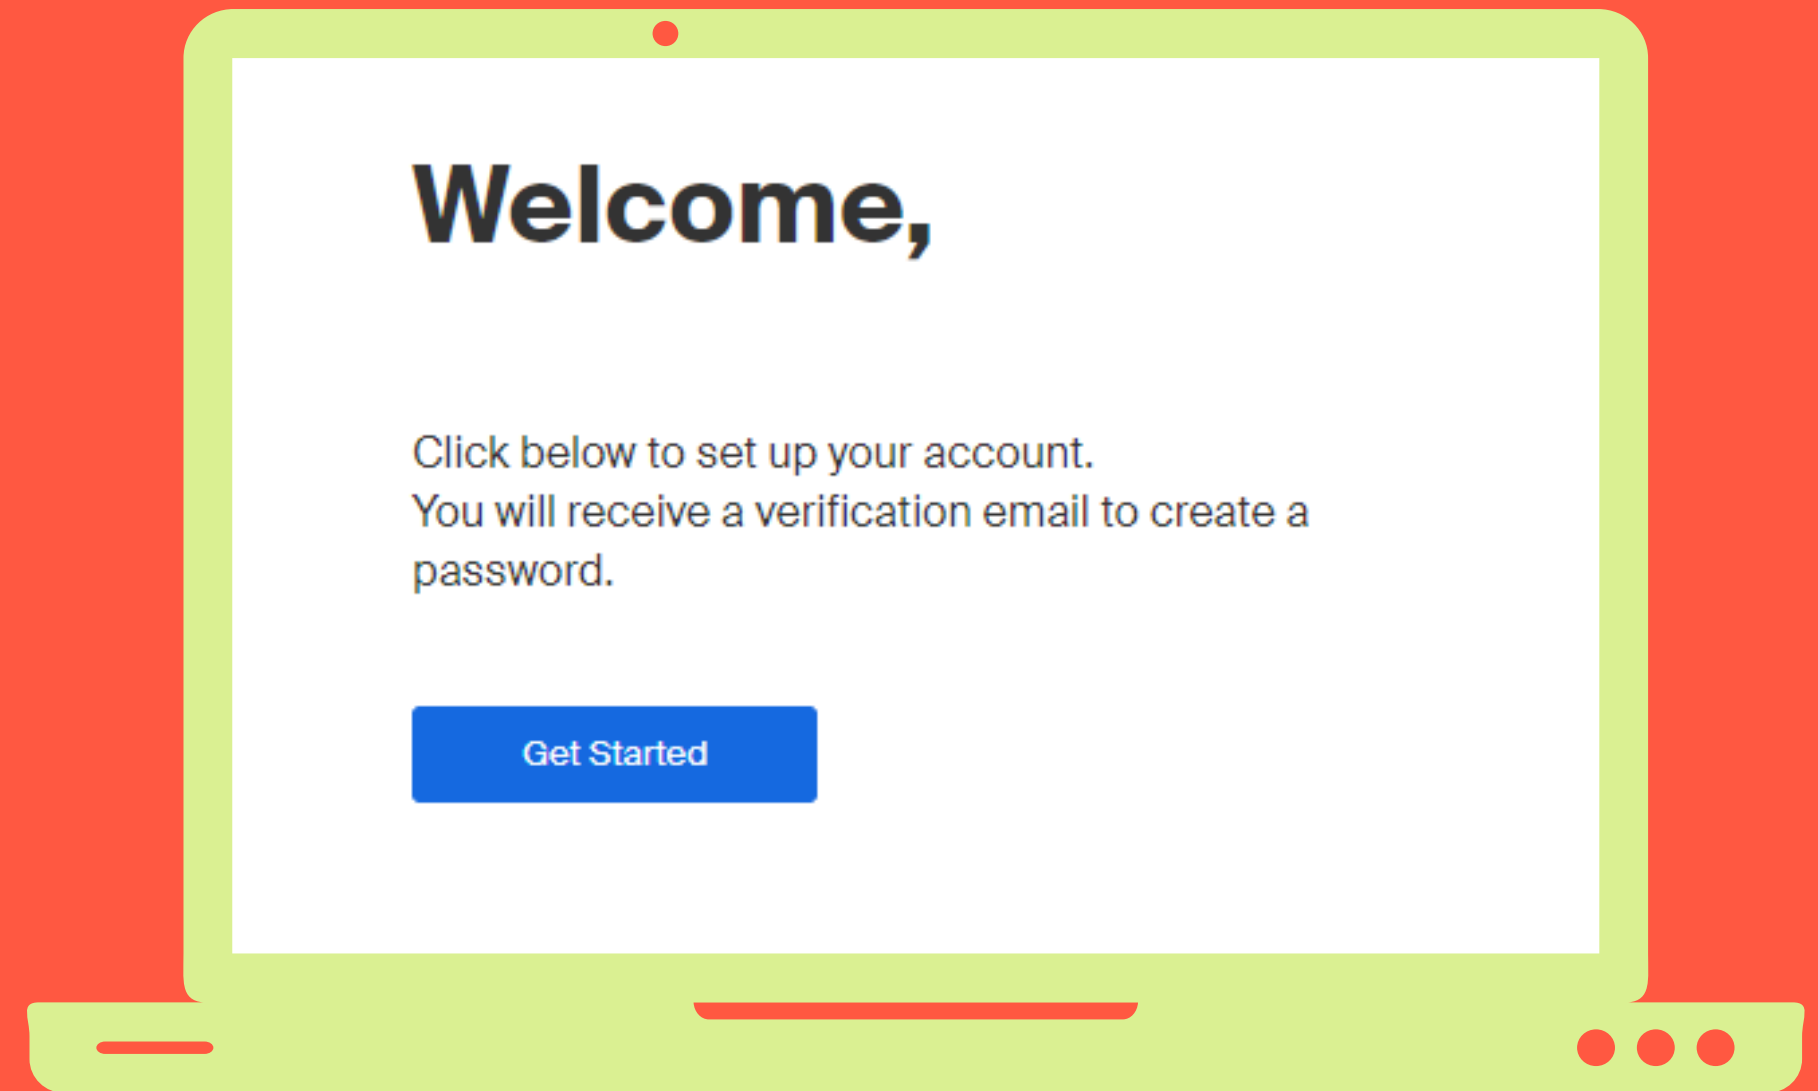 Welcome,
Click below to set up your account.
You will receive a verification email to create a
password.
Get Started